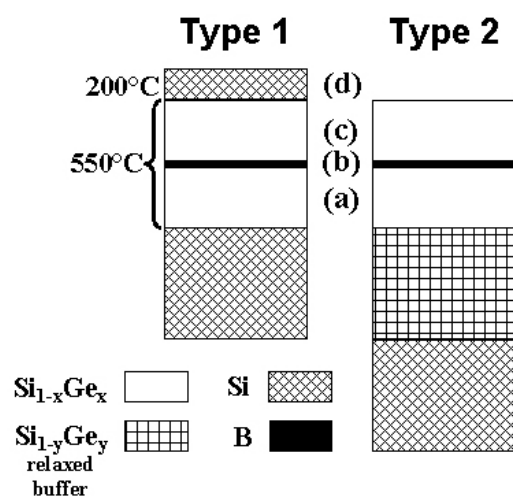 Type 1 Type 2
200°C (d)
(c)
550°C (b)
(a)
Si1-xGex Si
Si1-yGey B
relaxed
buffer